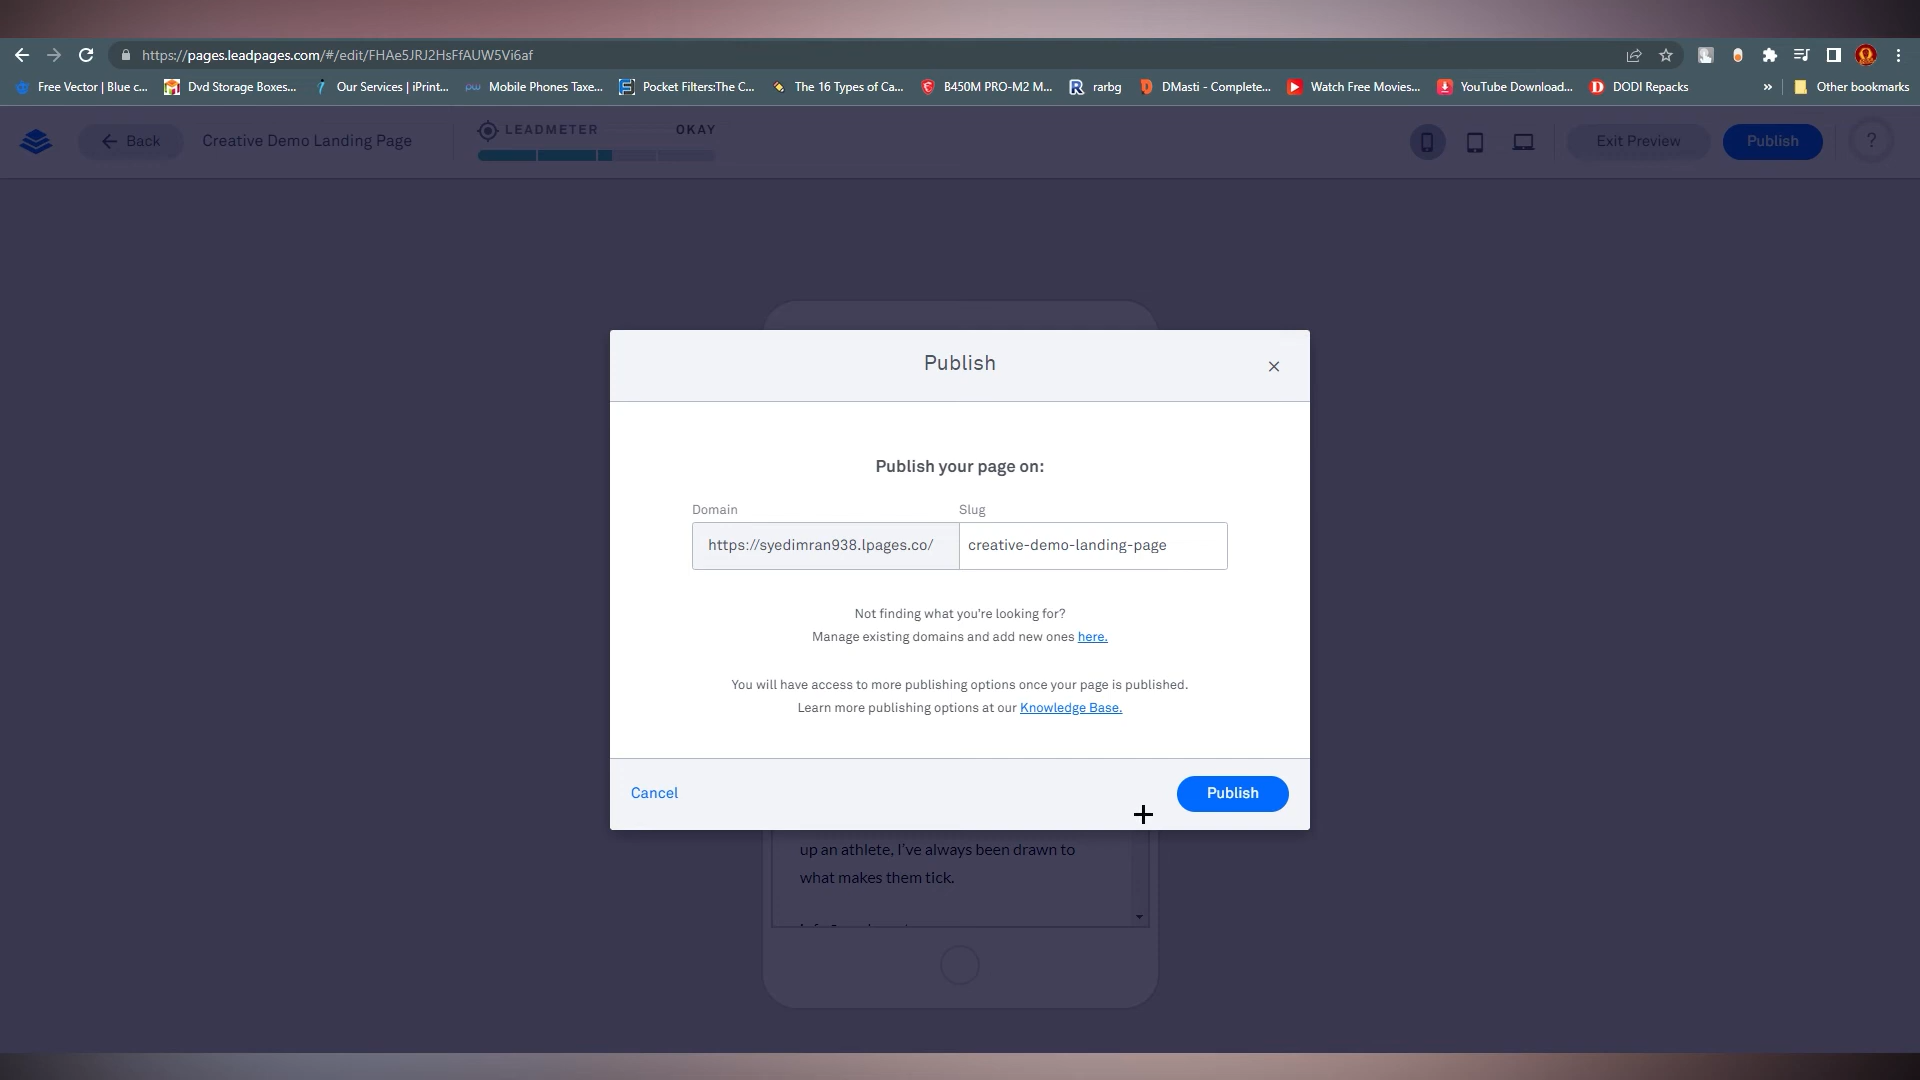 https://pages.leadpages.com/#/edit/FHAe5JRJ2HsFfAUW5Vi6af
Free Vector | Blue c... Dvd Storage Boxes... Our Services | iPrint... Mobile Phones Taxe... Pocket Filters:The C... The 16 Types of Ca... B450M PRO-M2 M... rarbg DMasti - Complete... Watch Free Movies... YouTube Download... DODI Repacks » Other bookmarks
Back Creative Demo Landing Page LEADMETER OKAY Exit Preview Publish ?
Publish
Publish your page on:
Domain Slug
https://syedimran938.lpages.co/ creative-demo-landing-page
Not finding what you're looking for?
Manage existing domains and add new ones here.
You will have access to more publishing options once your page is published.
Learn more publishing options at our Knowledge Base.
Cancel Publish
up an athlete, I've always been drawn to
what makes them tick.